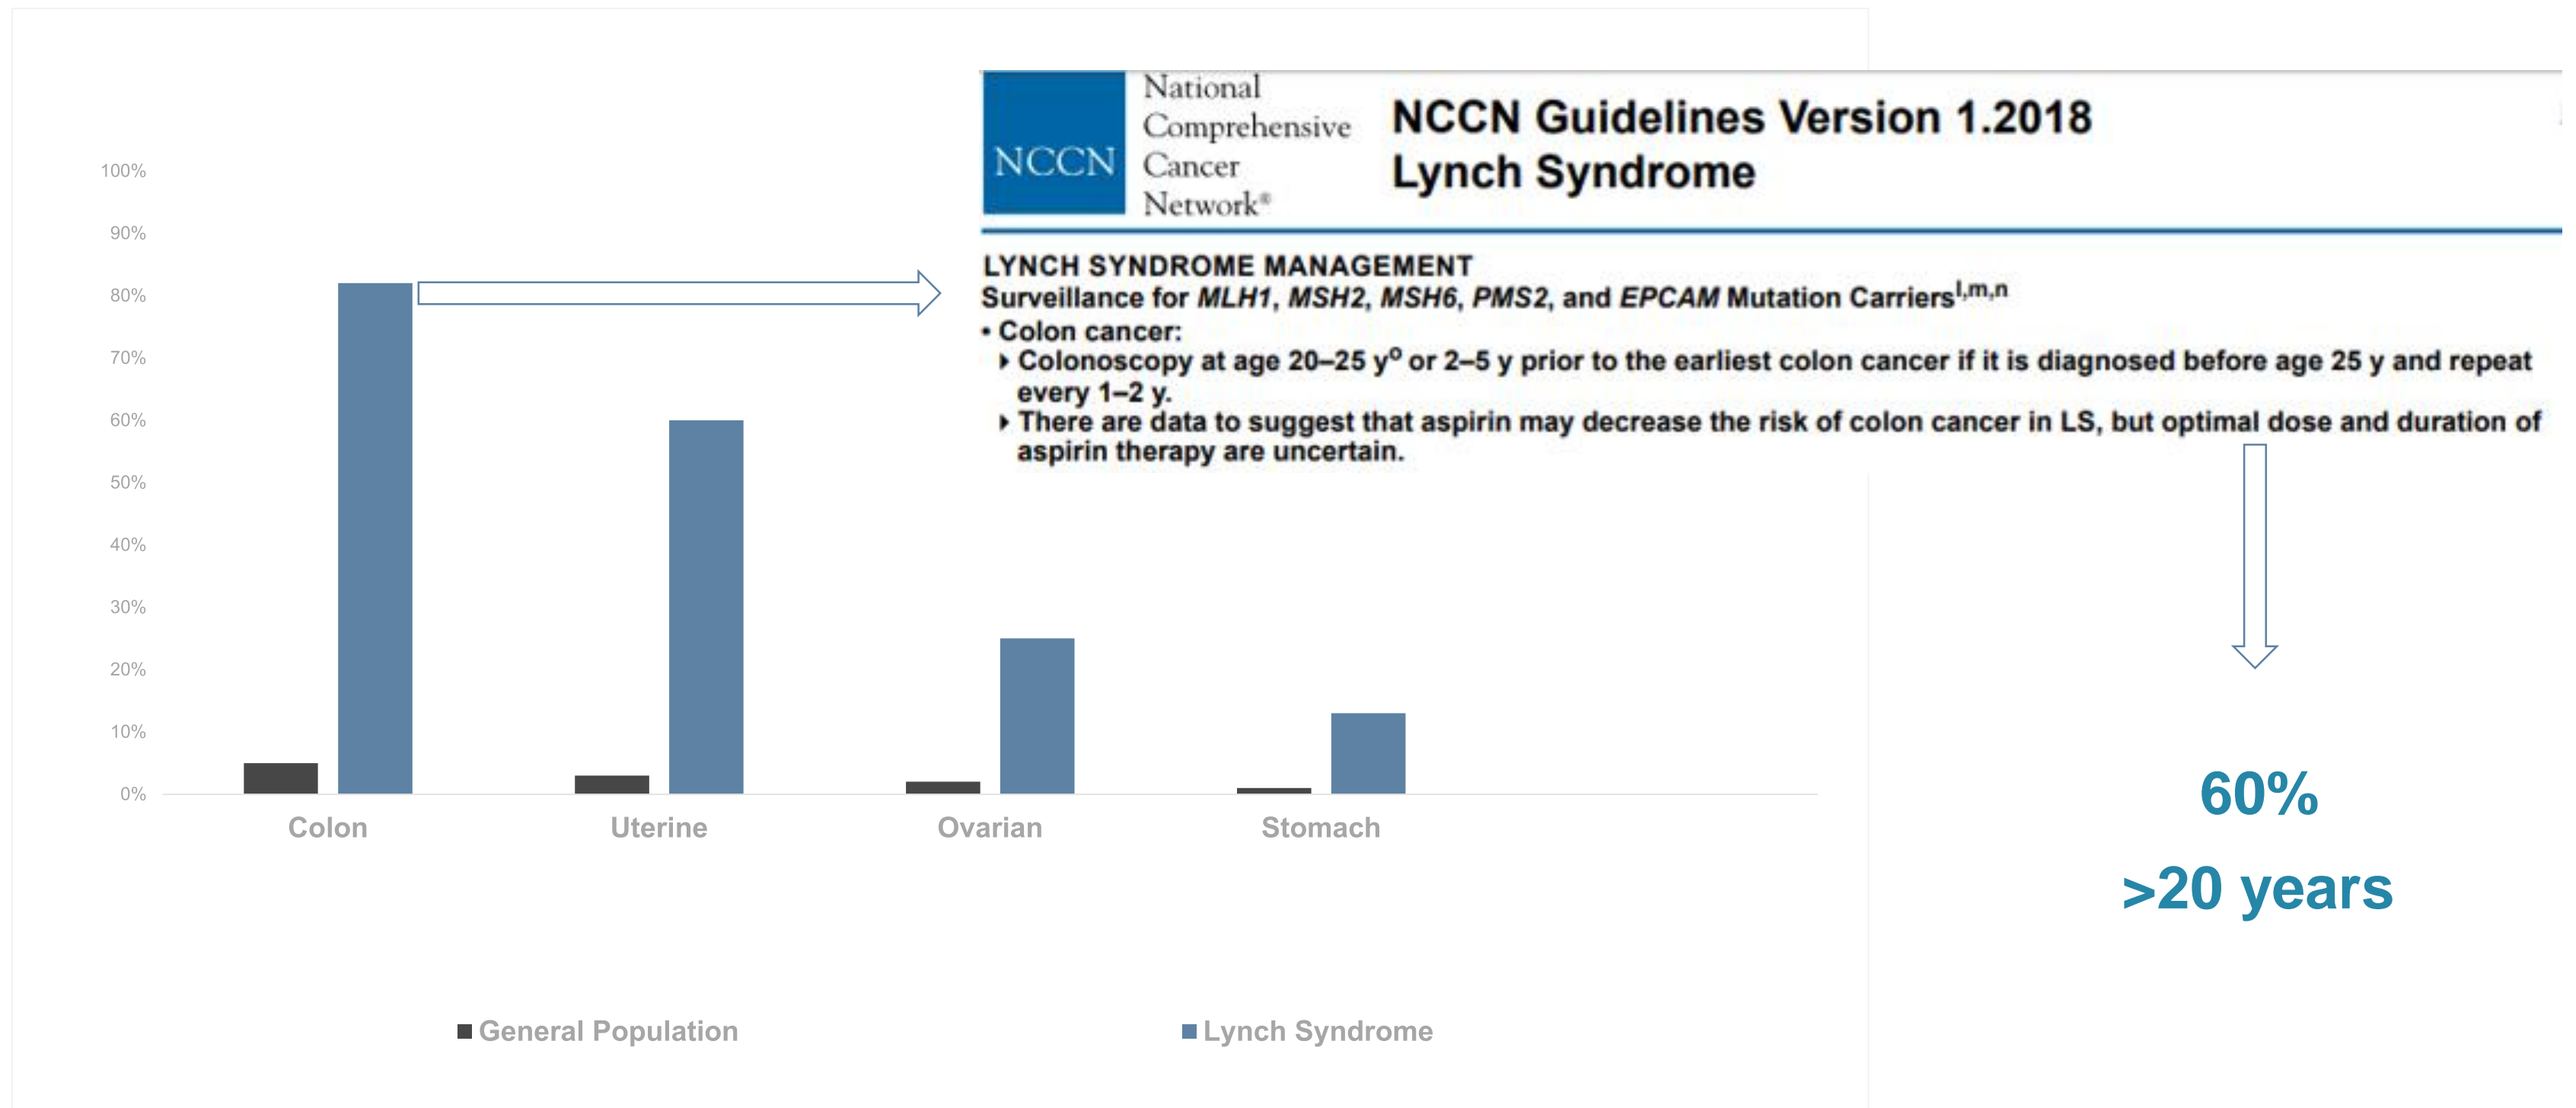 NCCN
National
Comprehensive
Cancer
Network®
NCCN Guidelines Version 1.2018
Lynch Syndrome
LYNCH SYNDROME MANAGEMENT
Surveillance for MLH1, MSH2, MSH6, PMS2, and EPCAM Mutation Carriers^l,m,n
• Colon cancer:
Colonoscopy at age 20–25 y^o or 2–5 y prior to the earliest colon cancer if it is diagnosed before age 25 y and repeat
every 1–2 y.
There are data to suggest that aspirin may decrease the risk of colon cancer in LS, but optimal dose and duration of
aspirin therapy are uncertain.
100%
90%
80%
70%
60%
50%
40%
30%
20%
10%
0%
Colon
Uterine
Ovarian
Stomach
General Population
Lynch Syndrome
60%
>20 years